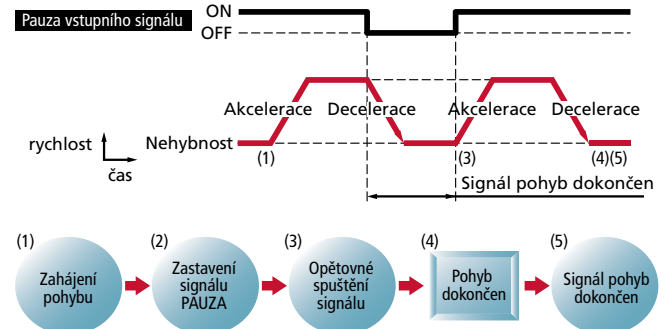 ON
Pauza vstupního signálu
OFF
Akcelerace Decelerace Akcelerace Decelerace
rychlost
Nehybnost
čas
(1) (3) (4)(5)
Signál pohyb dokončen
(1) (2) (3) (4) (5)
Zahájení
pohybu
Zastavení
signálu
PAUZA
Opětovné
spuštění
signálu
Pohyb
dokončen
Signál pohyb
dokončen